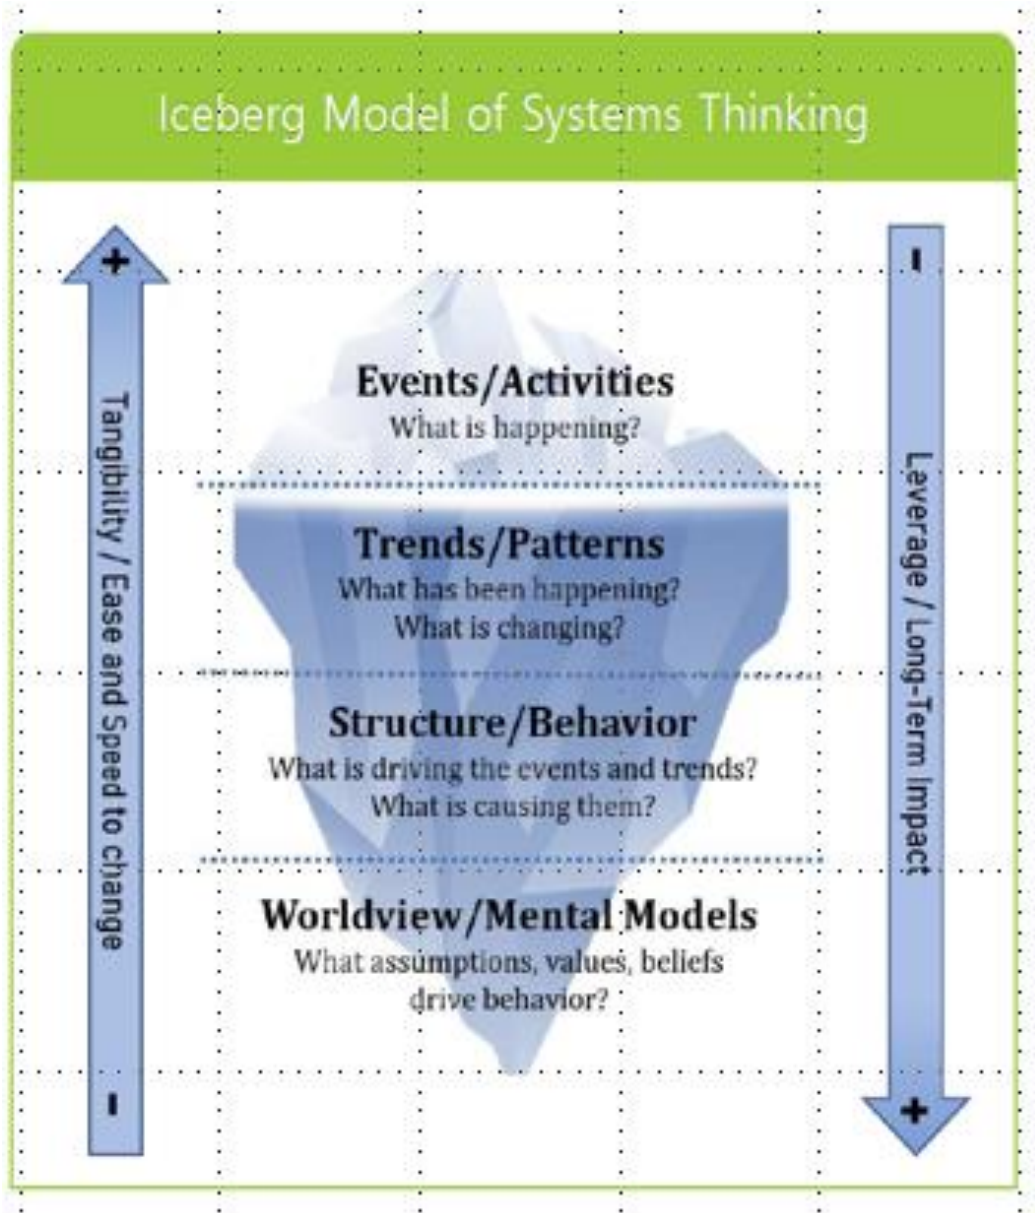 Iceberg Model of Systems Thinking
+
Tangibility / Ease and Speed to change
-
Events/Activities
What is happening?
Trends/Patterns
What has been happening?
What is changing?
Structure/Behavior
What is driving the events and trends?
What is causing them?
Worldview/Mental Models
What assumptions, values, beliefs
drive behavior?
-
Leverage / Long-Term Impact
+